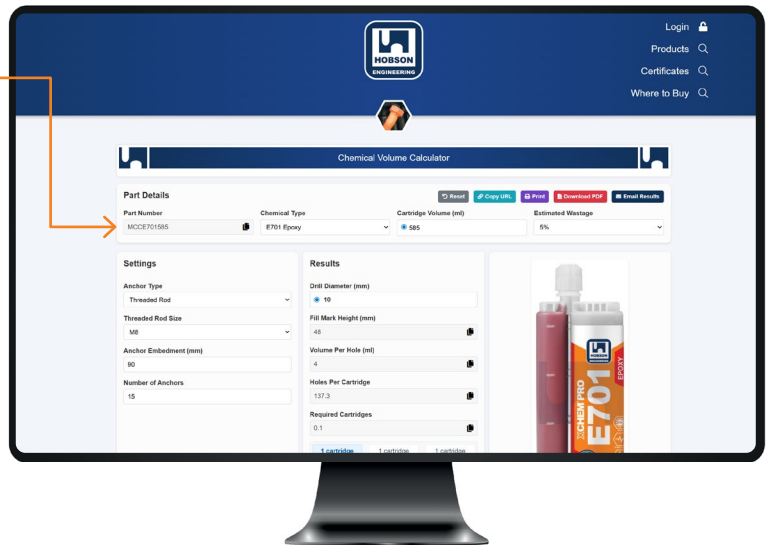 HOBSON
ENGINEERING
Login
Products
Certificates
Where to Buy
Chemical Volume Calculator
Part Details
Reset
Copy URL
Print
Download PDF
Email Results
Part Number
Chemical Type
Cartridge Volume (ml)
Estimated Wastage
MCCE701585
E701 Epoxy
585
5%
Settings
Results
Anchor Type
Threaded Rod
Threaded Rod Size
M8
Anchor Embedment (mm)
90
Number of Anchors
15
Drill Diameter (mm)
10
Fill Mark Height (mm)
48
Volume Per Hole (ml)
4
Holes Per Cartridge
137.3
Required Cartridges
0.1
1 cartridge
1 cartridge
1 cartridge
HOBSON
XCHEM PRO
E701
EPOXY